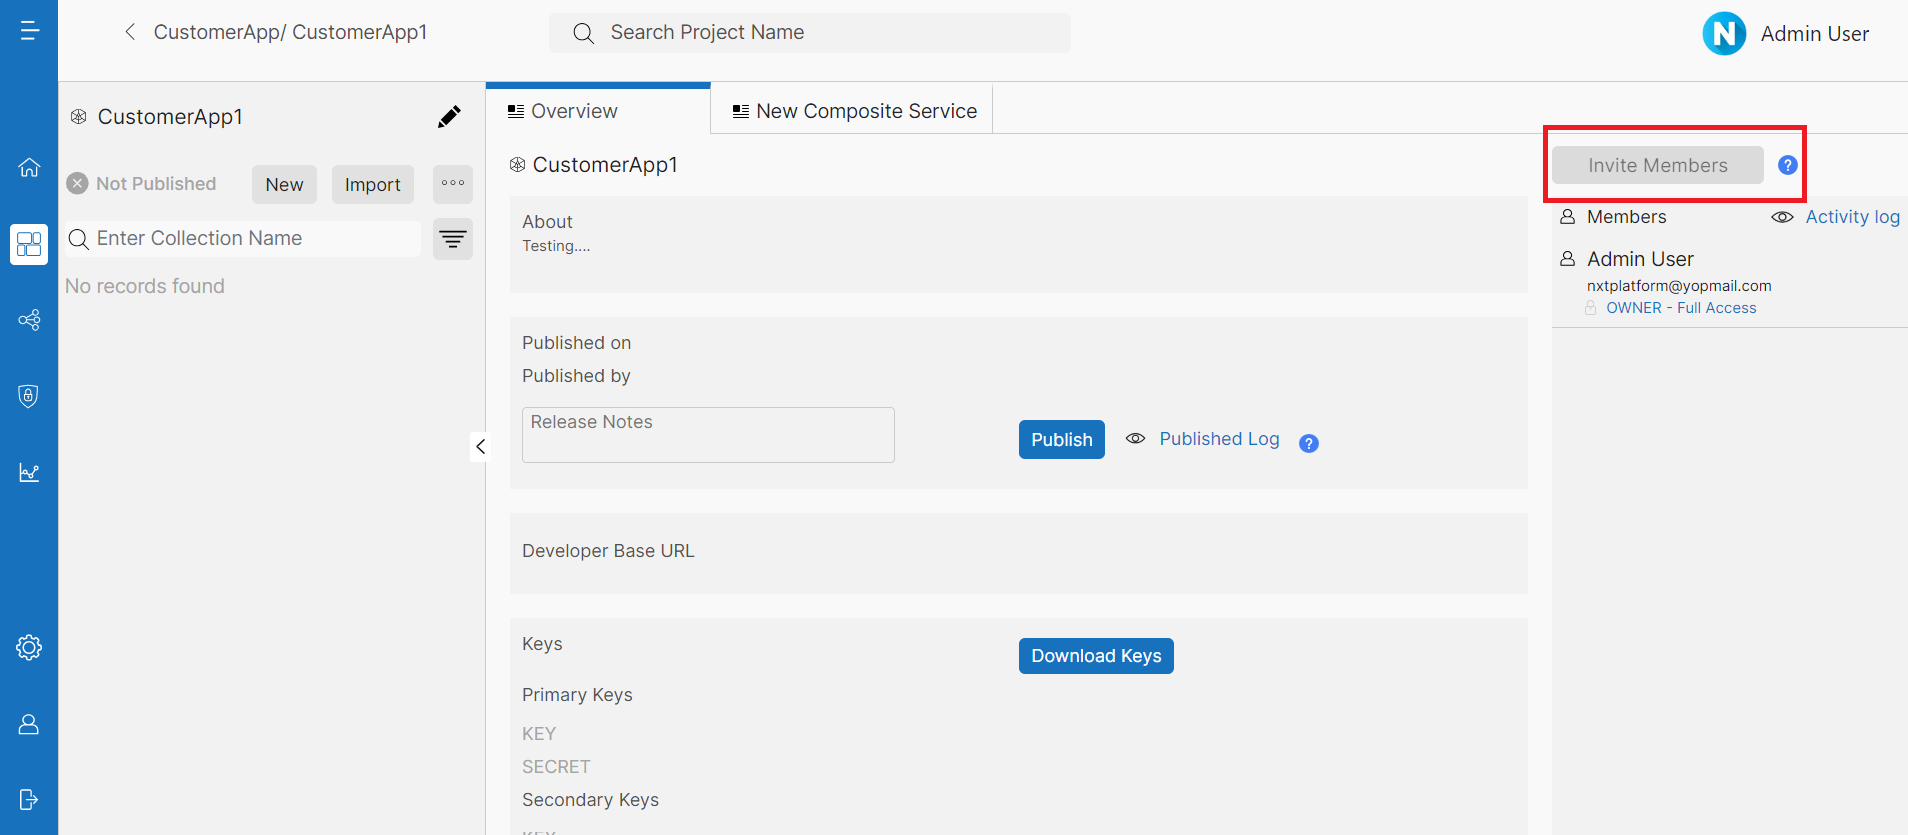 CustomerApp/ CustomerApp1
Search Project Name
N
Admin User
CustomerApp1
Not Published
New
Import
Enter Collection Name
No records found
Overview
New Composite Service
CustomerApp1
About
Testing....
Published on
Published by
Release Notes
Publish
Published Log
?
Developer Base URL
Keys
Download Keys
Primary Keys
KEY
SECRET
Secondary Keys
KEY
Invite Members
?
Members
Activity log
Admin User
nxtplatform@yopmail.com
OWNER - Full Access